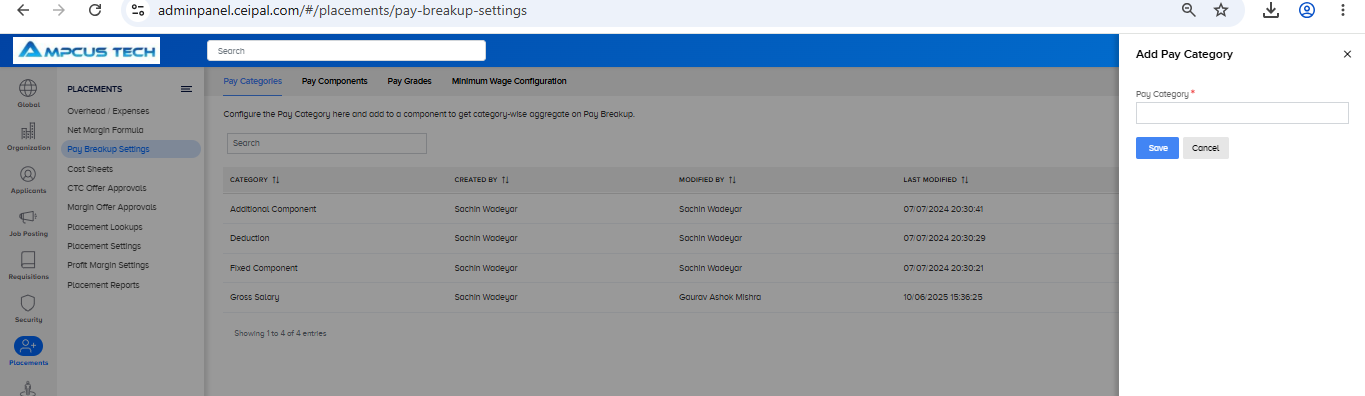 adminpanel.ceipal.com/#/placements/pay-breakup-settings
AMPCUS TECH
Search
Add Pay Category
Global
Organization
Applicants
Job Posting
Requisitions
Security
Placements
PLACEMENTS
Overhead / Expenses
Net Margin Formula
Pay Breakup Settings
Cost Sheets
CTC Offer Approvals
Margin Offer Approvals
Placement Lookups
Placement Settings
Profit Margin Settings
Placement Reports
Pay Categories Pay Components Pay Grades Minimum Wage Configuration
Configure the Pay Category here and add to a component to get category-wise aggregate on Pay Breakup.
Search
CATEGORY CREATED BY MODIFIED BY LAST MODIFIED
Additional Component Sachin Wadeyar Sachin Wadeyar 07/07/2024 20:30:41
Deduction Sachin Wadeyar Sachin Wadeyar 07/07/2024 20:30:29
Fixed Component Sachin Wadeyar Sachin Wadeyar 07/07/2024 20:30:21
Gross Salary Sachin Wadeyar Gaurav Ashok Mishra 10/06/2025 15:36:25
Showing 1 to 4 of 4 entries
Pay Category *
Save Cancel